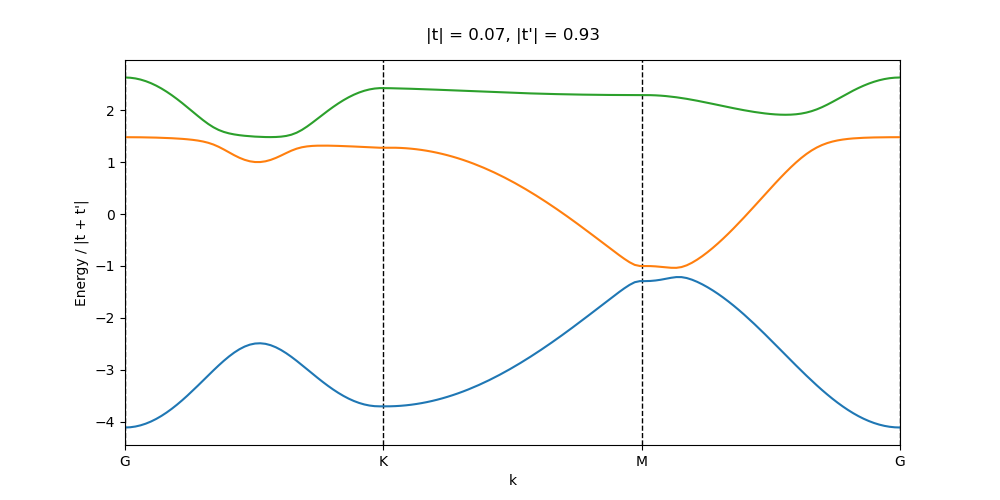 |t| = 0.07, |t'| = 0.93
Energy / |t + t'|
2
1
0
−1
−2
−3
−4
G
K
M
G
k